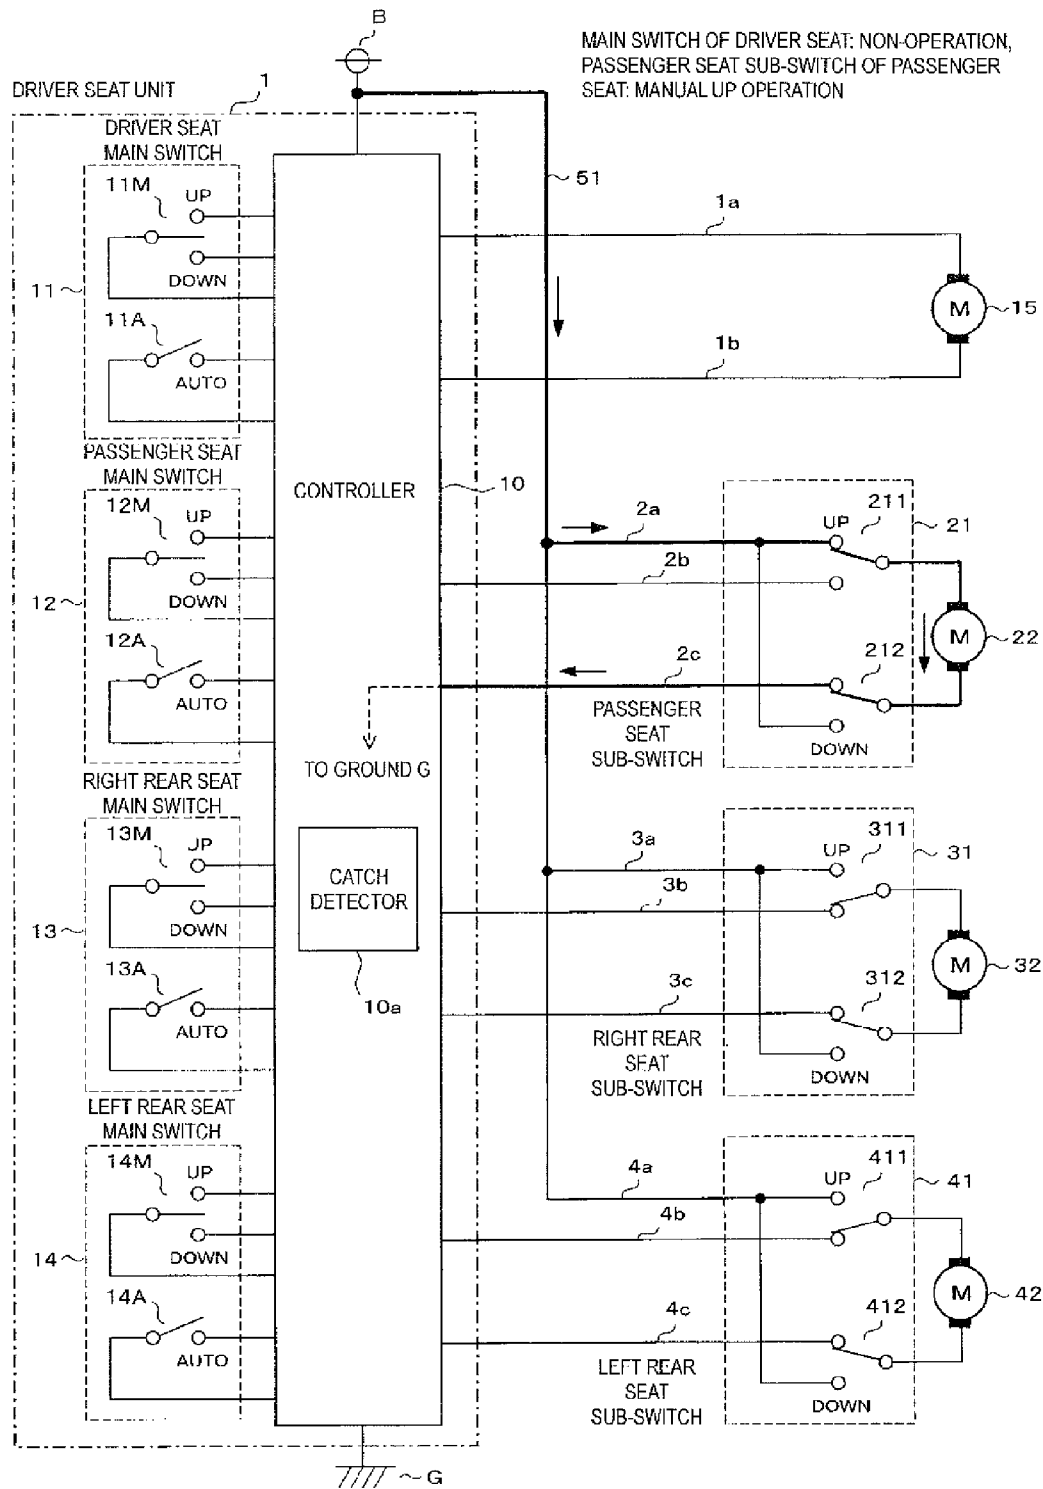 B
MAIN SWITCH OF DRIVER SEAT: NON-OPERATION,
PASSENGER SEAT SUB-SWITCH OF PASSENGER
SEAT: MANUAL UP OPERATION
DRIVER SEAT UNIT
1
DRIVER SEAT
MAIN SWITCH
11M
UP
DOWN
11
11A
AUTO
51
1a
M
15
1b
PASSENGER SEAT
MAIN SWITCH
12M
UP
DOWN
12
12A
AUTO
CONTROLLER
10
2a
UP
211
21
2b
M
22
2c
212
PASSENGER
SEAT
SUB-SWITCH
DOWN
TO GROUND G
RIGHT REAR SEAT
MAIN SWITCH
13M
UP
DOWN
13
13A
AUTO
CATCH
DETECTOR
10a
3a
UP
311
31
3b
M
32
3c
312
RIGHT REAR
SEAT
SUB-SWITCH
DOWN
LEFT REAR SEAT
MAIN SWITCH
14M
UP
DOWN
14
14A
AUTO
4a
UP
411
41
4b
M
42
4c
412
LEFT REAR
SEAT
SUB-SWITCH
DOWN
G